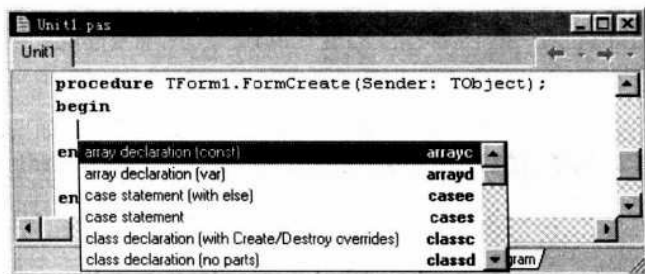 Unit1.pas
Unit1
procedure TForm1.FormCreate(Sender: TObject);
begin
en
array declaration (const) arrayc
array declaration (var) arrayd
en
case statement (with else) casee
case statement cases
class declaration (with Create/Destroy overrides) classc
class declaration (no parts) classd
gram